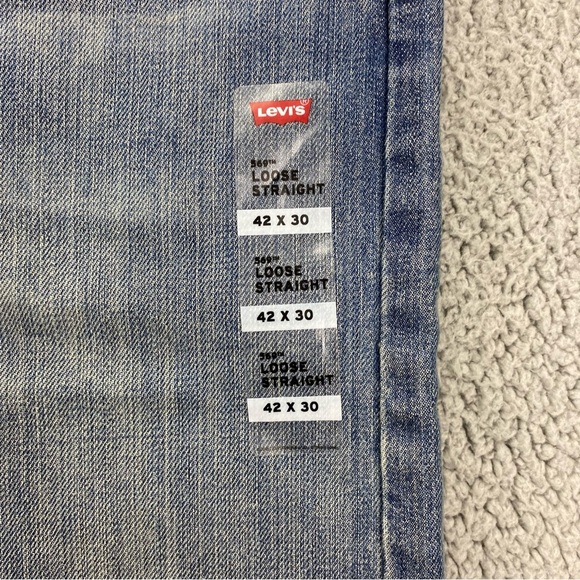 Levi's
569™
LOOSE
STRAIGHT
42 X 30
569™
LOOSE
STRAIGHT
42 X 30
569™
LOOSE
STRAIGHT
42 X 30